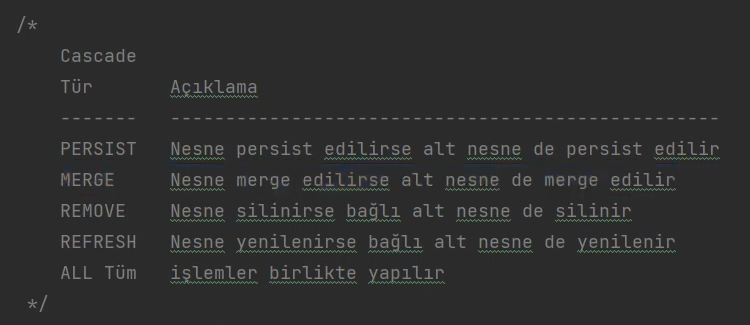 /*
Cascade
Tür Açıklama
------- --------------------------------------------------
PERSIST Nesne persist edilirse alt nesne de persist edilir
MERGE Nesne merge edilirse alt nesne de merge edilir
REMOVE Nesne silinirse bağlı alt nesne de silinir
REFRESH Nesne yenilenirse bağlı alt nesne de yenilenir
ALL Tüm işlemler birlikte yapılır
*/